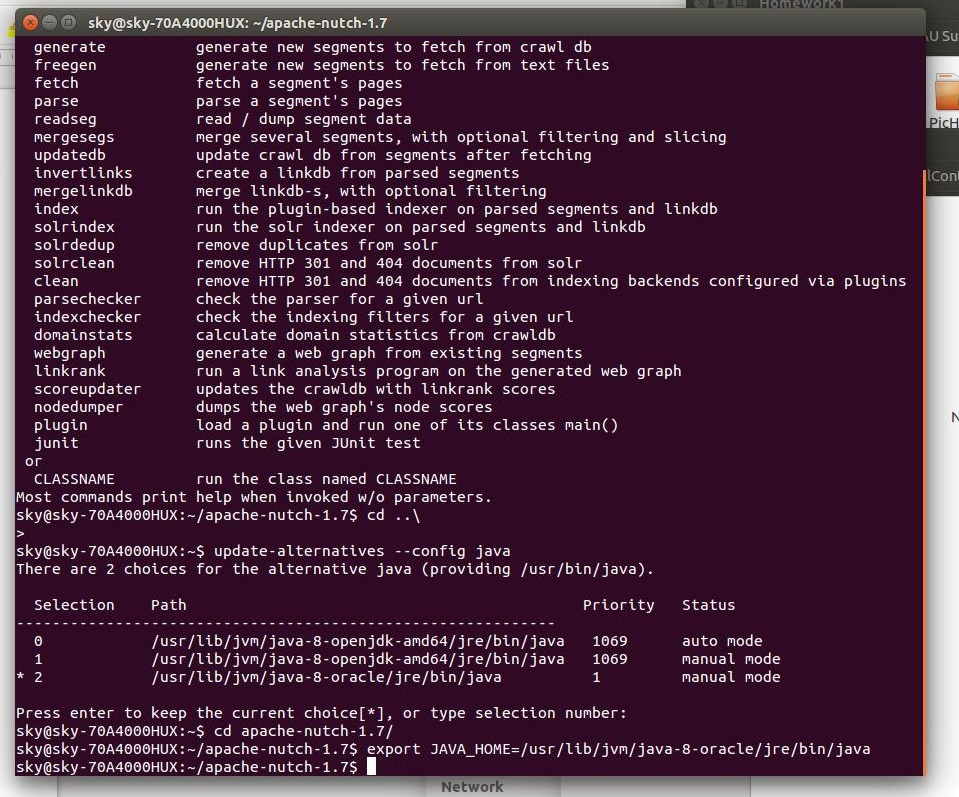 Homework1
sky@sky-70A4000HUX: ~/apache-nutch-1.7
generate generate new segments to fetch from crawl db
freegen generate new segments to fetch from text files
fetch fetch a segment's pages
parse parse a segment's pages
readseg read / dump segment data
mergesegs merge several segments, with optional filtering and slicing
updatedb update crawl db from segments after fetching
invertlinks create a linkdb from parsed segments
mergelinkdb merge linkdb-s, with optional filtering
index run the plugin-based indexer on parsed segments and linkdb
solrindex run the solr indexer on parsed segments and linkdb
solrdedup remove duplicates from solr
solrclean remove HTTP 301 and 404 documents from solr
clean remove HTTP 301 and 404 documents from indexing backends configured via plugins
parsechecker check the parser for a given url
indexchecker check the indexing filters for a given url
domainstats calculate domain statistics from crawldb
webgraph generate a web graph from existing segments
linkrank run a link analysis program on the generated web graph
scoreupdater updates the crawldb with linkrank scores
nodedumper dumps the web graph's node scores
plugin load a plugin and run one of its classes main()
junit runs the given JUnit test
or
CLASSNAME run the class named CLASSNAME
Most commands print help when invoked w/o parameters.
sky@sky-70A4000HUX:~/apache-nutch-1.7$ cd ..\
>
sky@sky-70A4000HUX:~$ update-alternatives --config java
There are 2 choices for the alternative java (providing /usr/bin/java).
Selection Path Priority Status
------------------------------------------------------------
0 /usr/lib/jvm/java-8-openjdk-amd64/jre/bin/java 1069 auto mode
1 /usr/lib/jvm/java-8-openjdk-amd64/jre/bin/java 1069 manual mode
* 2 /usr/lib/jvm/java-8-oracle/jre/bin/java 1 manual mode
Press enter to keep the current choice[*], or type selection number:
sky@sky-70A4000HUX:~$ cd apache-nutch-1.7/
sky@sky-70A4000HUX:~/apache-nutch-1.7$ export JAVA_HOME=/usr/lib/jvm/java-8-oracle/jre/bin/java
sky@sky-70A4000HUX:~/apache-nutch-1.7$
Network